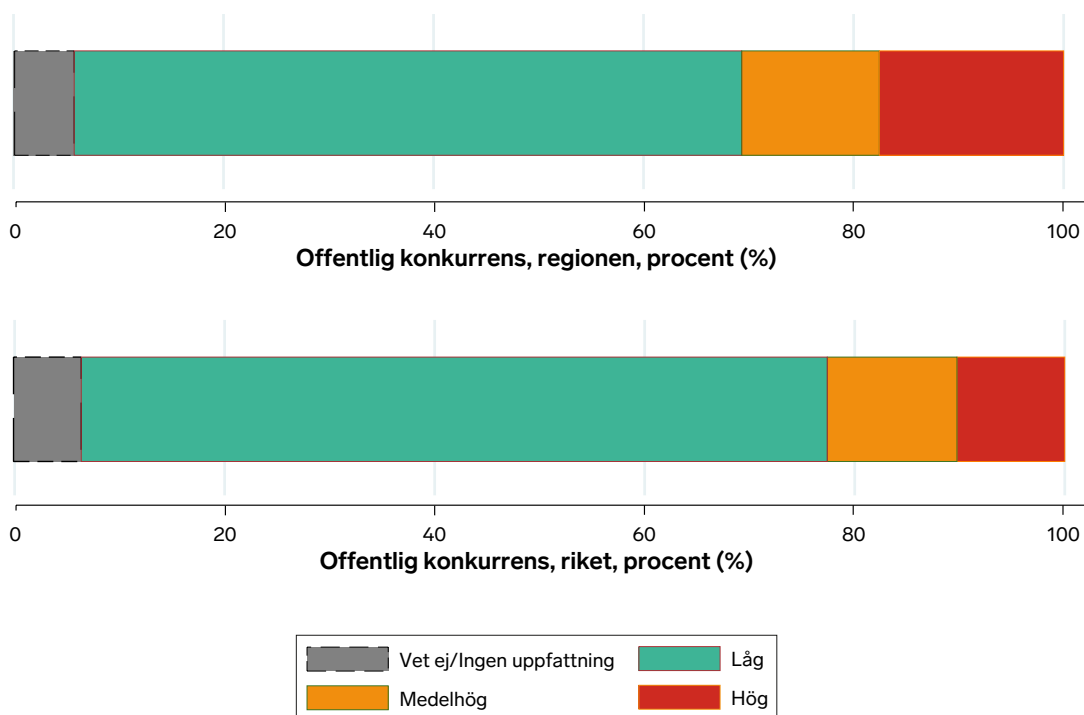 0 20 40 60 80 100
Offentlig konkurrens, regionen, procent (%)
0 20 40 60 80 100
Offentlig konkurrens, riket, procent (%)
Vet ej/Ingen uppfattning Låg
Medelhög Hög